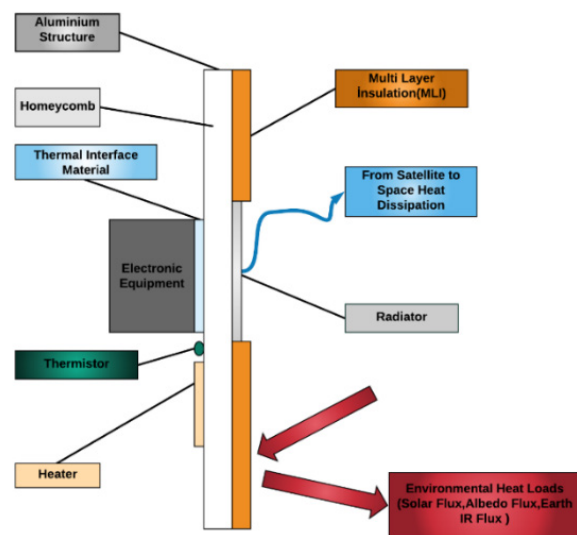 Aluminium
Structure
Homeycomb
Multi Layer
İnsulation(MLI)
Thermal Interface
Material
From Satellite to
Space Heat
Dissipation
Electronic
Equipment
Radiator
Thermistor
Heater
Environmental Heat Loads
(Solar Flux,Albedo Flux,Earth
IR Flux )